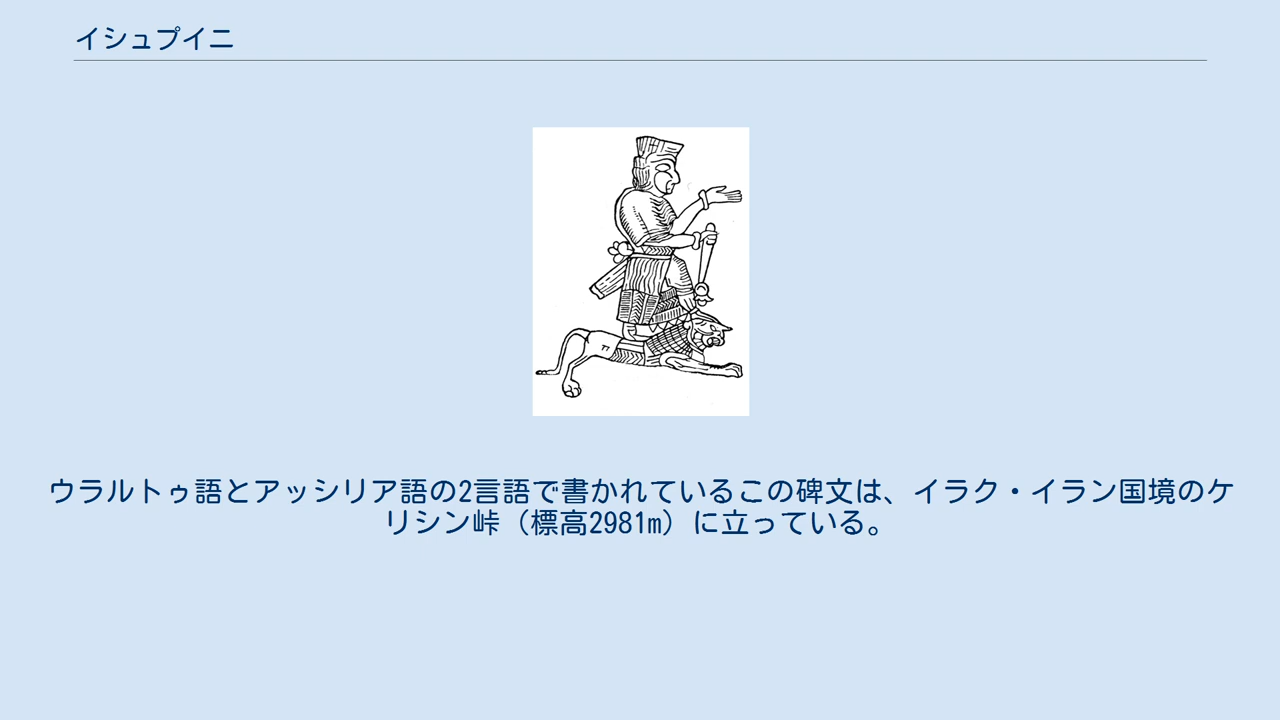 イシュプイニ
ウラルトゥ語とアッシリア語の2言語で書かれているこの碑文は、イラク・イラン国境のケ
リシン峠（標高2981m）に立っている。